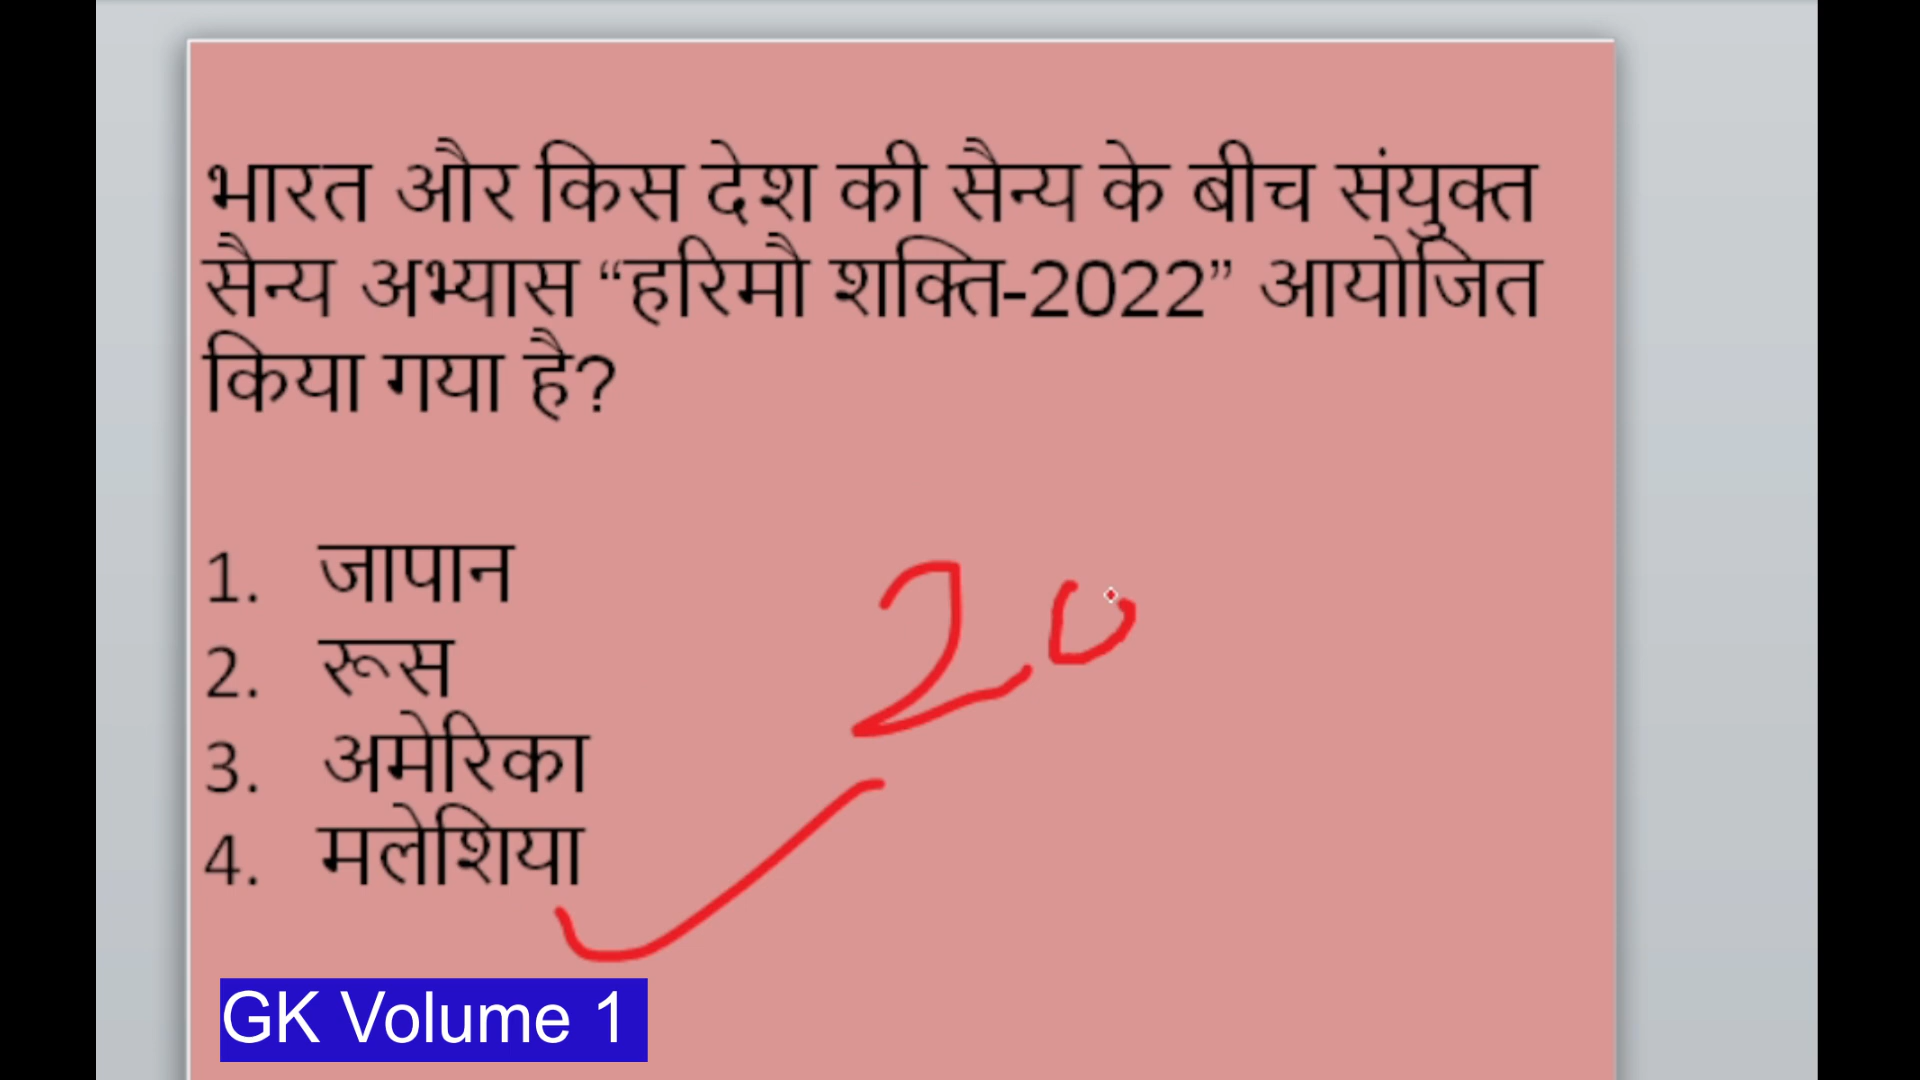 भारत और किस देश की सैन्य के बीच संयुक्त
सैन्य अभ्यास “हरिमौ शक्ति-2022” आयोजित
किया गया है?
1. जापान
2. रूस
3. अमेरिका
4. मलेशिया
20
GK Volume 1